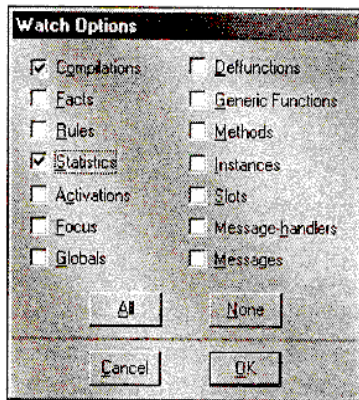 Watch Options
Compilations
Facts
Rules
Statistics
Activations
Focus
Globals
Deffunctions
Generic Functions
Methods
Instances
Slots
Message-handlers
Messages
All
None
Cancel
OK